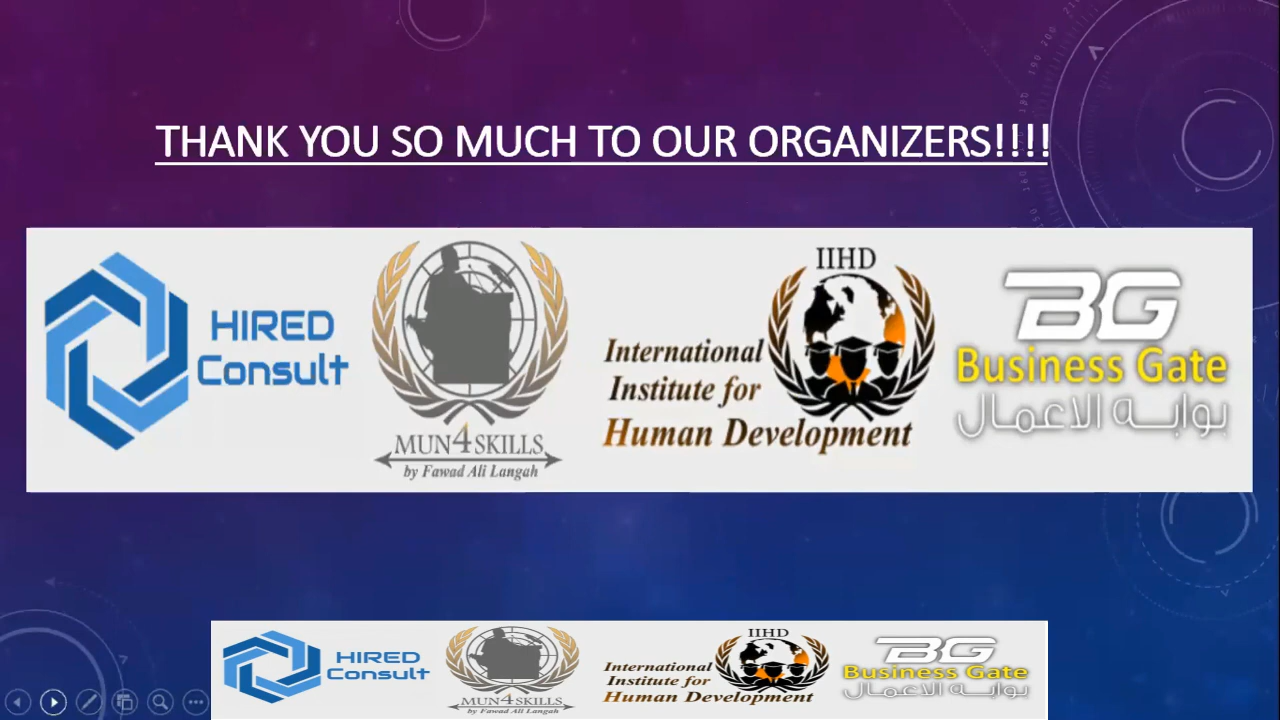 THANK YOU SO MUCH TO OUR ORGANIZERS!!!!
HIRED
Consult
MUN4SKILLS
by Fawad Ali Langah
IIHD
International
Institute for
Human Development
BG
Business Gate
بوابة الاعمال
HIRED
Consult
MUN4SKILLS
by Fawad Ali Langah
IIHD
International
Institute for
Human Development
BG
Business Gate
بوابة الاعمال